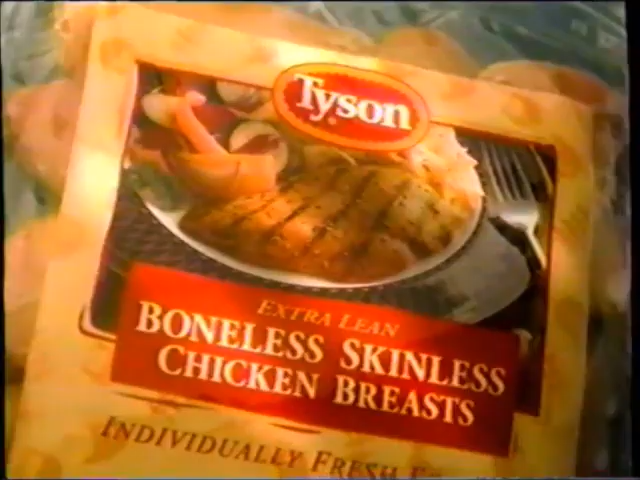 Tyson
EXTRA LEAN
BONELESS SKINLESS
CHICKEN BREASTS
INDIVIDUALLY FRESH